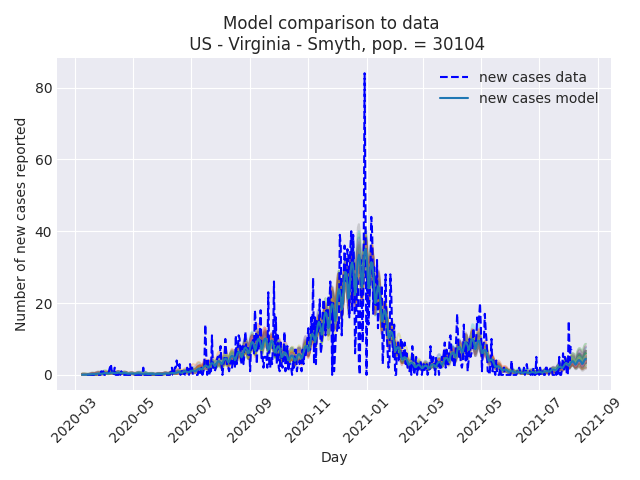 Model comparison to data
US - Virginia - Smyth, pop. = 30104
new cases data
new cases model
Number of new cases reported
80
60
40
20
0
2020-03
2020-05
2020-07
2020-09
2020-11
2021-01
2021-03
2021-05
2021-07
2021-09
Day